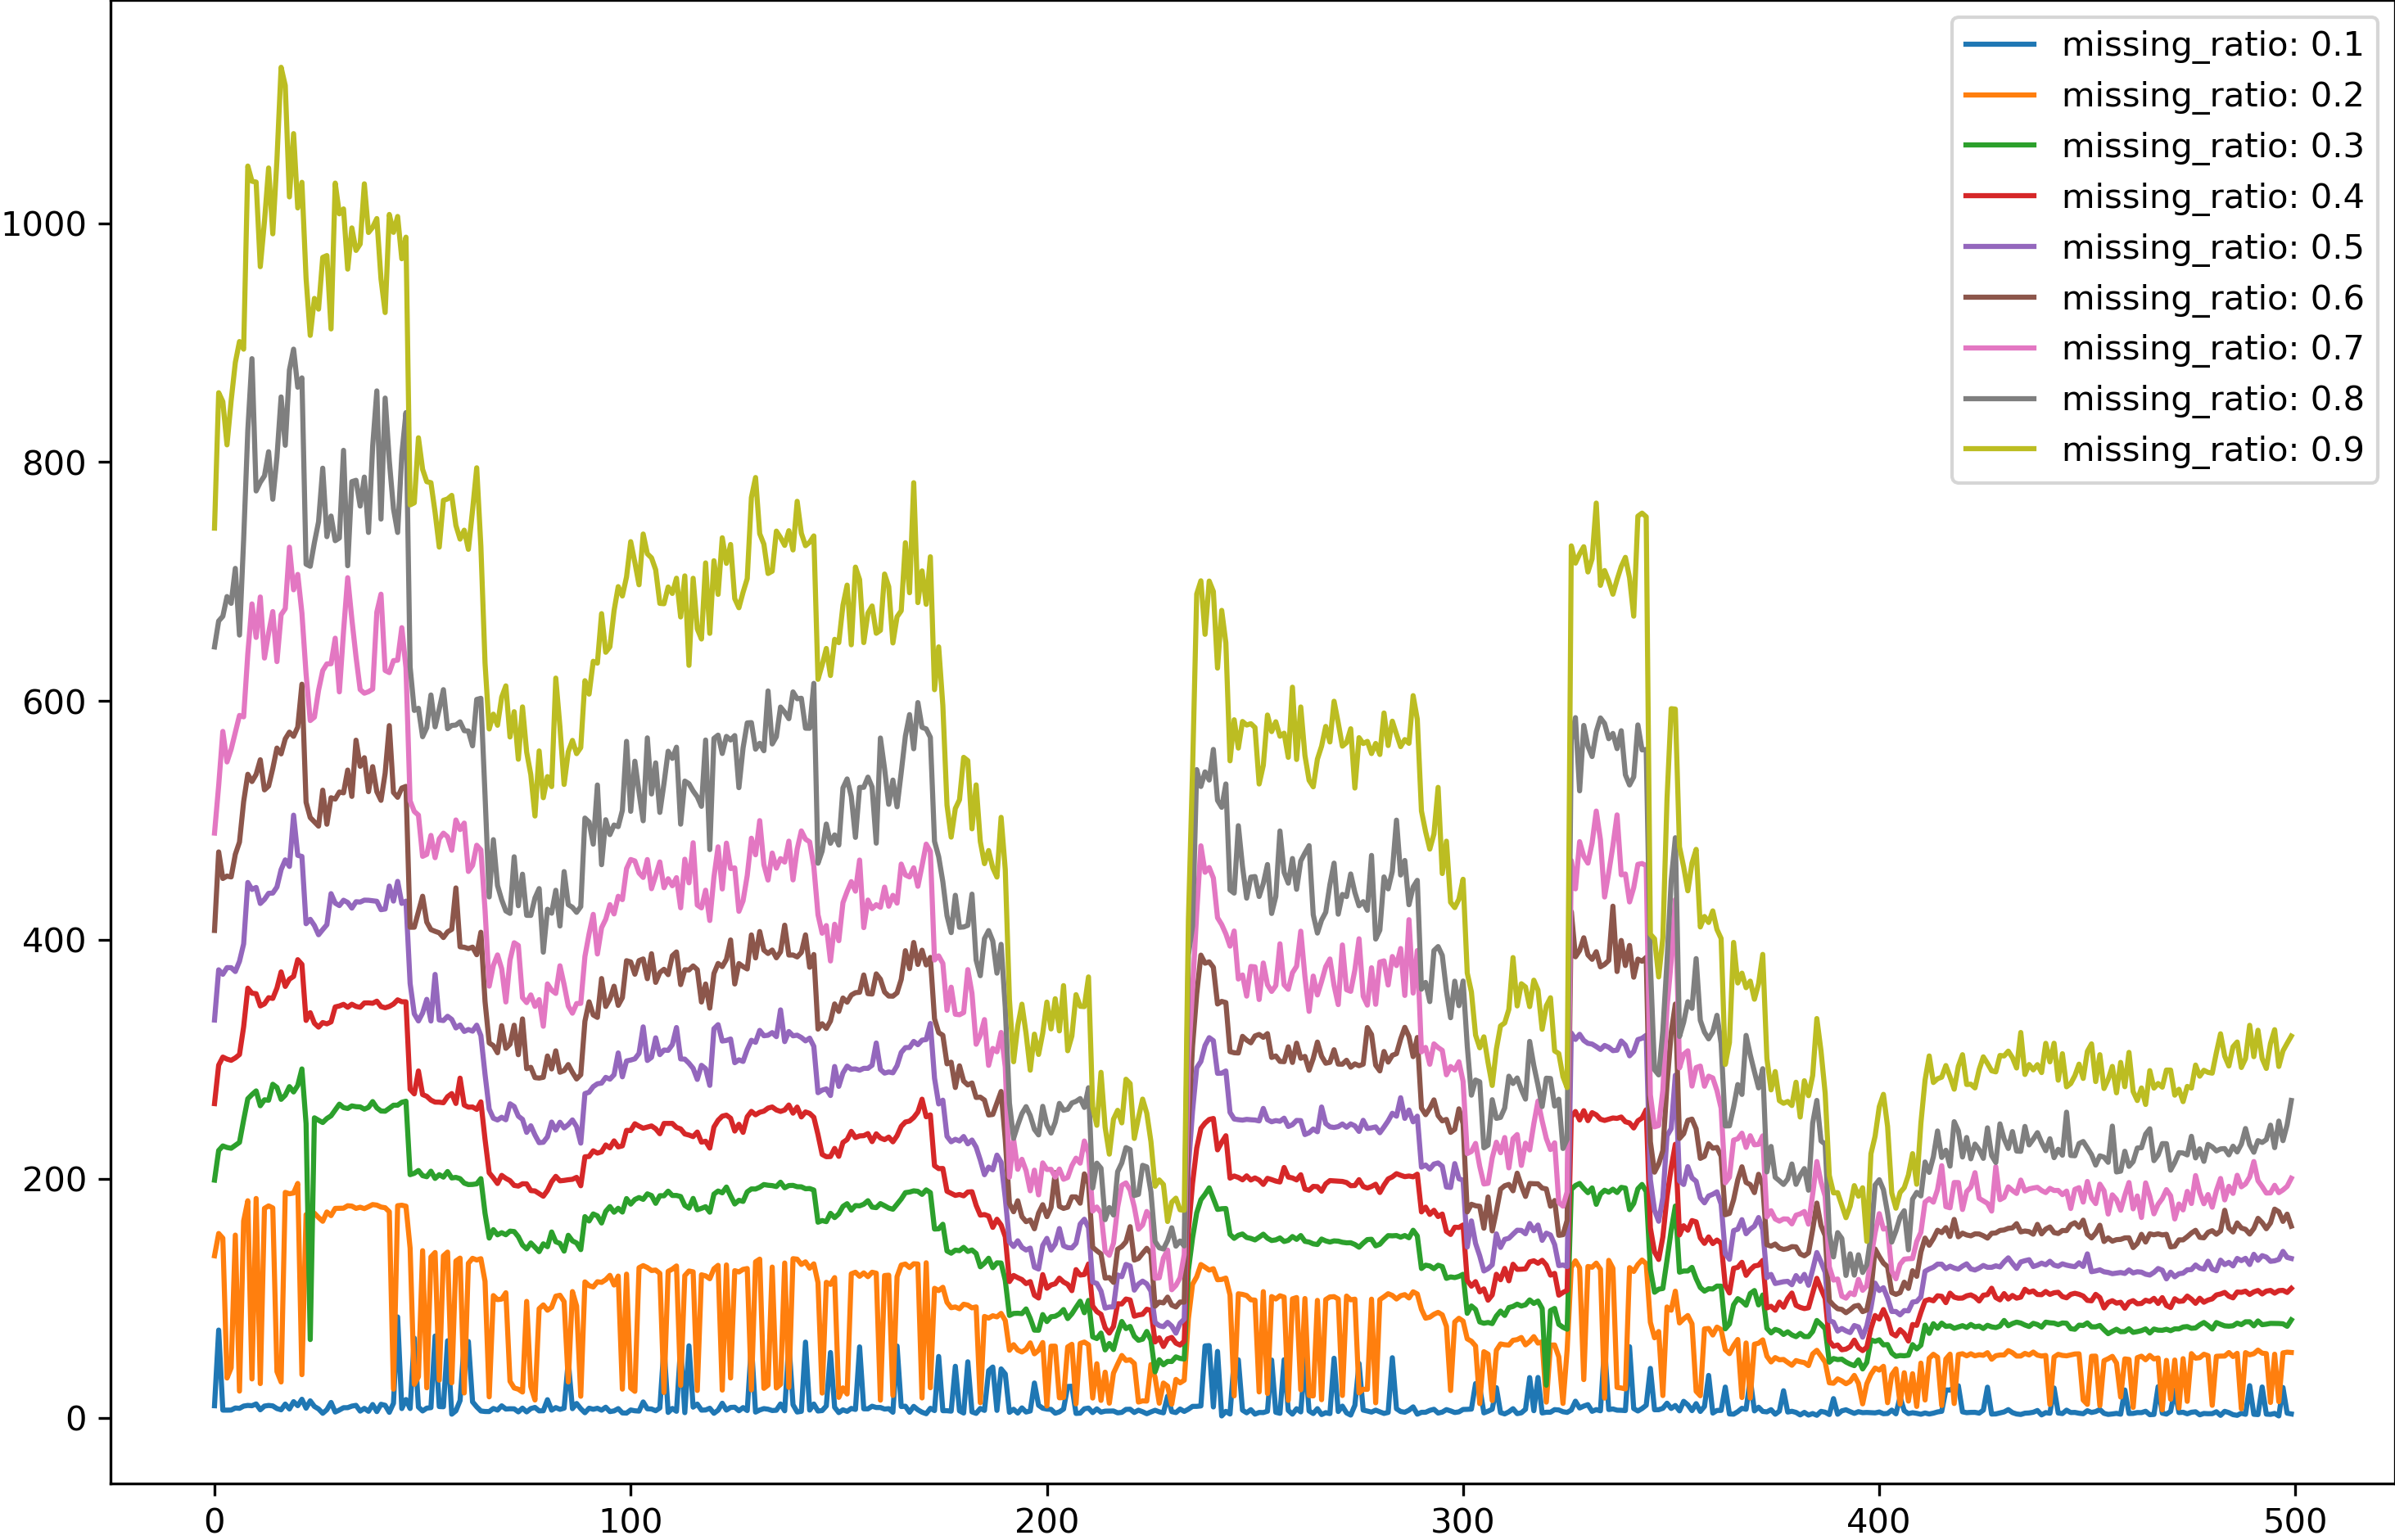 missing_ratio: 0.1
missing_ratio: 0.2
missing_ratio: 0.3
missing_ratio: 0.4
missing_ratio: 0.5
missing_ratio: 0.6
missing_ratio: 0.7
missing_ratio: 0.8
missing_ratio: 0.9
1000
800
600
400
200
0
0 100 200 300 400 500